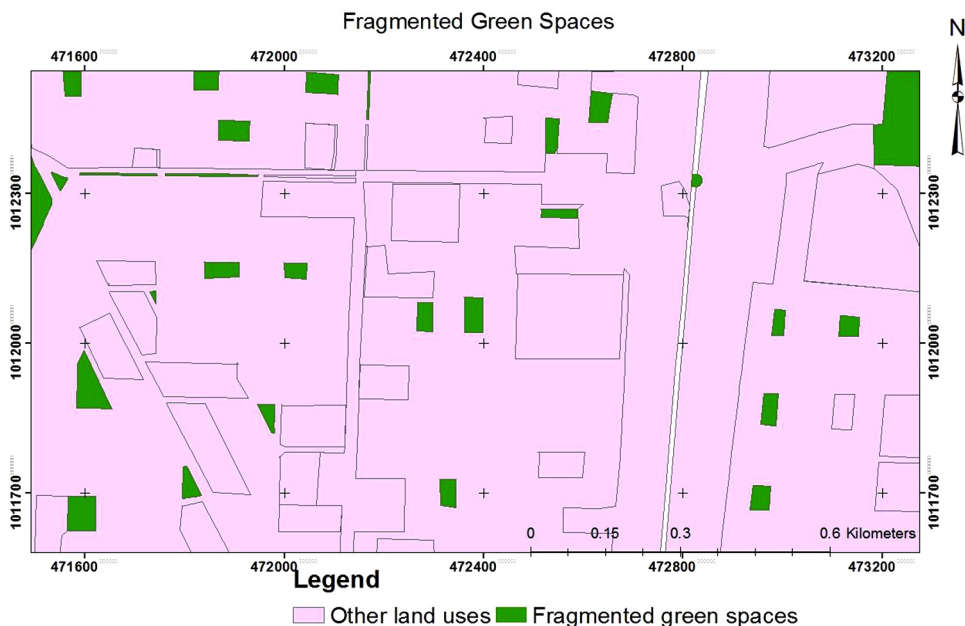 Fragmented Green Spaces
N
471600 472000 472400 472800 473200
1012300 1012300
1012000 1012000
1011700 1011700
0 0.15 0.3 0.6 Kilometers
471600 472000 472400 472800 473200
Legend
Other land uses Fragmented green spaces